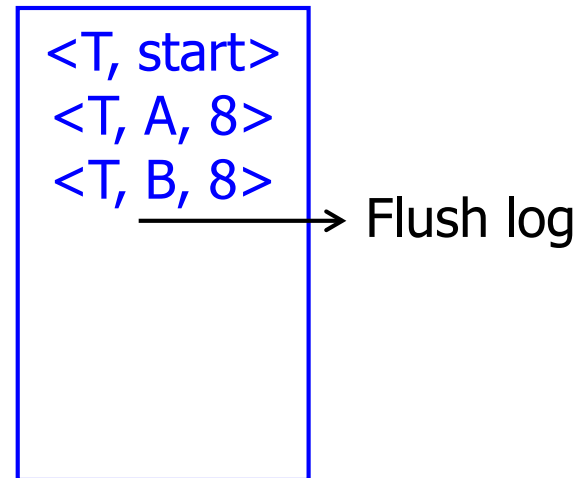 <T, start>
<T, A, 8>
<T, B, 8>
Flush log